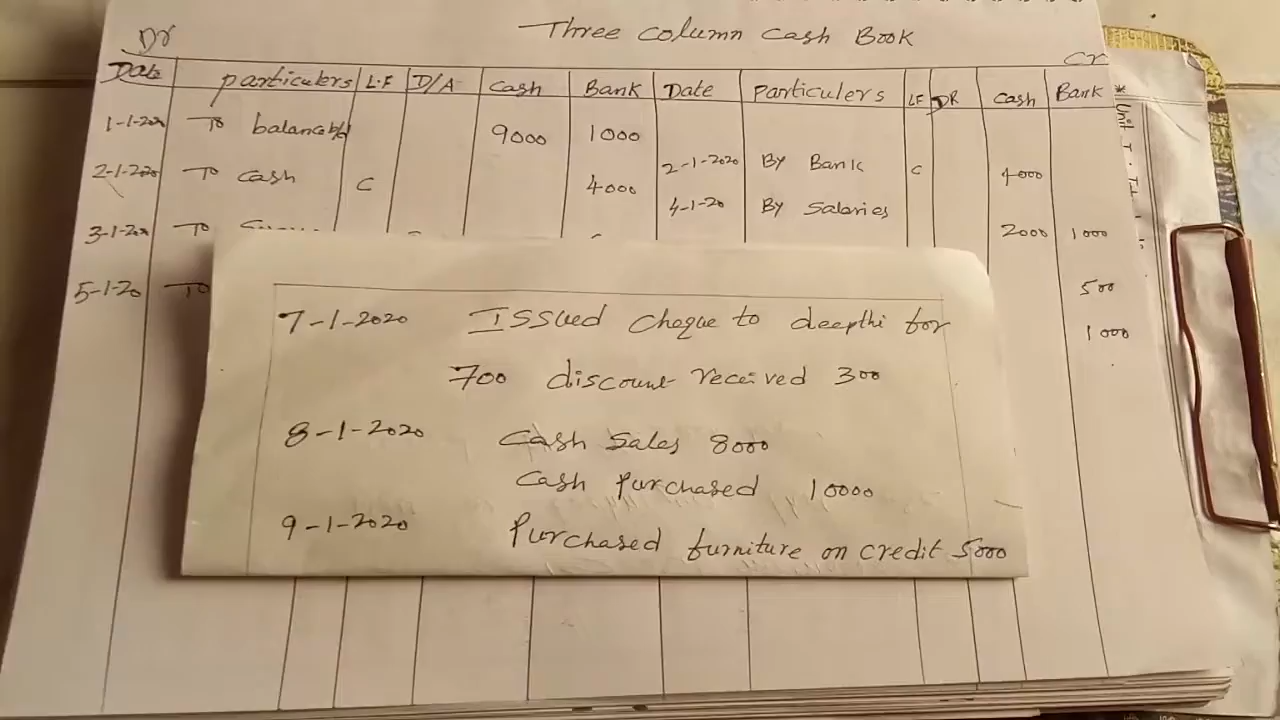 Three column Cash Book
Dr
Cr
Date particulers L.F D/A Cash Bank Date particulers LF DR cash Bank
1-1-20 To balance b/d 9000 1000
2-1-2020 By Bank C 4000
2-1-2020 To cash C 4000
4-1-20 By Salaries 2000 1000
3-1-20 To
5-1-20 To 500
1000
7-1-2020 Issued cheqe to deepthi for
700 discount received 300
8-1-2020 Cash Sales 8000
Cash Purchased 10000
9-1-2020 Purchased furniture on credit 5000
* Unit